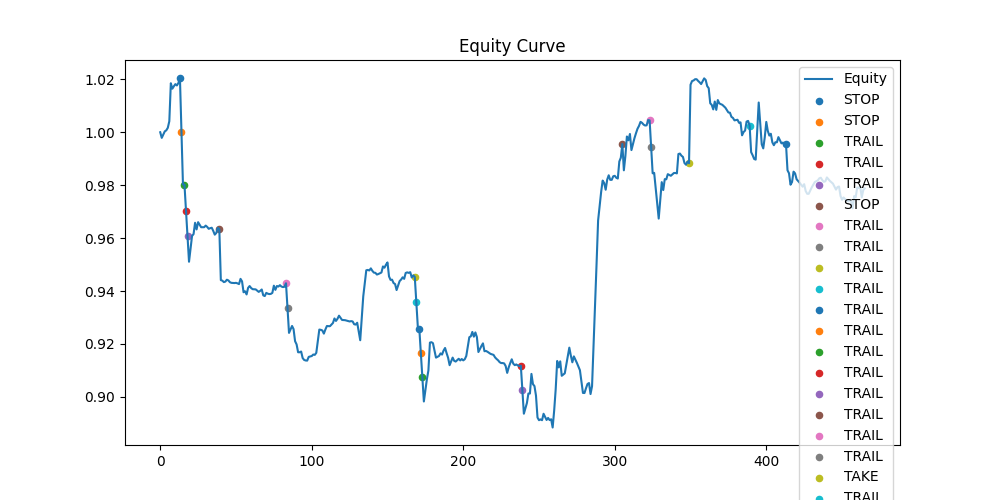 Equity Curve
1.02
1.00
0.98
0.96
0.94
0.92
0.90
0
100
200
300
400
Equity
STOP
STOP
TRAIL
TRAIL
TRAIL
STOP
TRAIL
TRAIL
TRAIL
TRAIL
TRAIL
TRAIL
TRAIL
TRAIL
TRAIL
TRAIL
TRAIL
TRAIL
TAKE
TRAIL